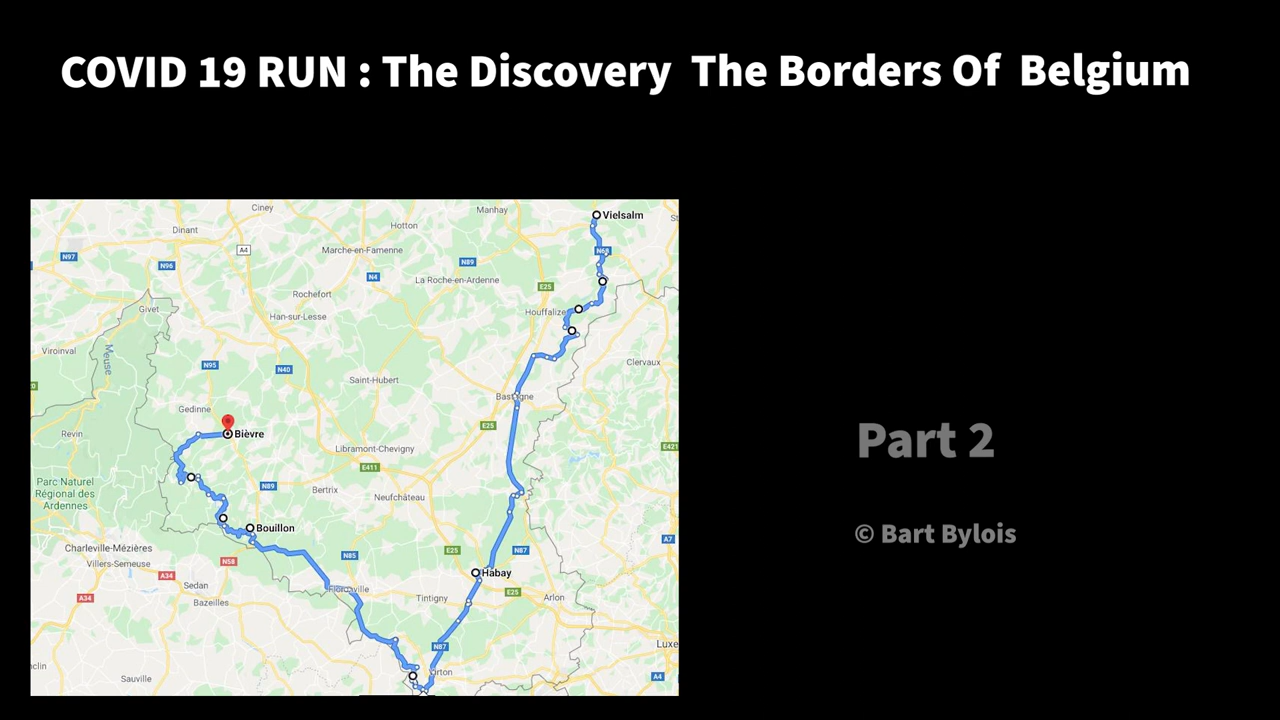 COVID 19 RUN : The Discovery  The Borders Of  Belgium
Ciney
Manhay
Vielsalm
St
Dinant
Hotton
A4
N97
N96
Marche-en-Famenne
N68
N89
N4
La Roche-en-Ardenne
E25
Rochefort
Givet
Han-sur-Lesse
Houffalize
Viroinval
Meuse
N95
N40
Clervaux
Saint-Hubert
Bastogne
Gedinne
E25
Revin
Bièvre
Libramont-Chevigny
E421
E411
Parc Naturel
Régional des
Ardennes
N89
Bertrix
Neufchâteau
Part 2
Bouillon
© Bart Bylois
A7
Charleville-Mézières
N85
E25
N87
Villers-Semeuse
N58
A34
Sedan
Habay
Florenville
A34
Bazeilles
Tintigny
E25
Arlon
N87
Luxe
clin
Sauville
irton
A4